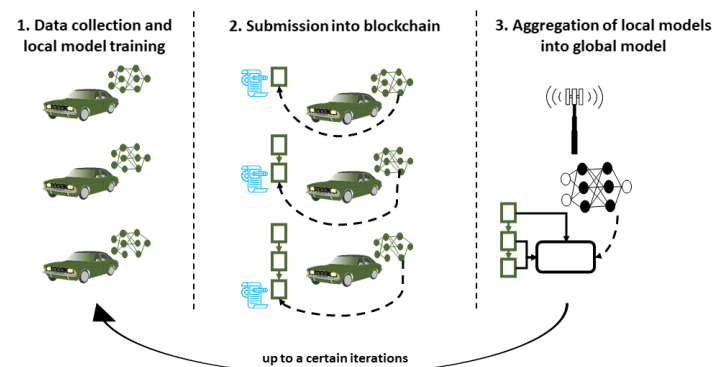 1. Data collection and
local model training
2. Submission into blockchain
3. Aggregation of local models
into global model
up to a certain iterations